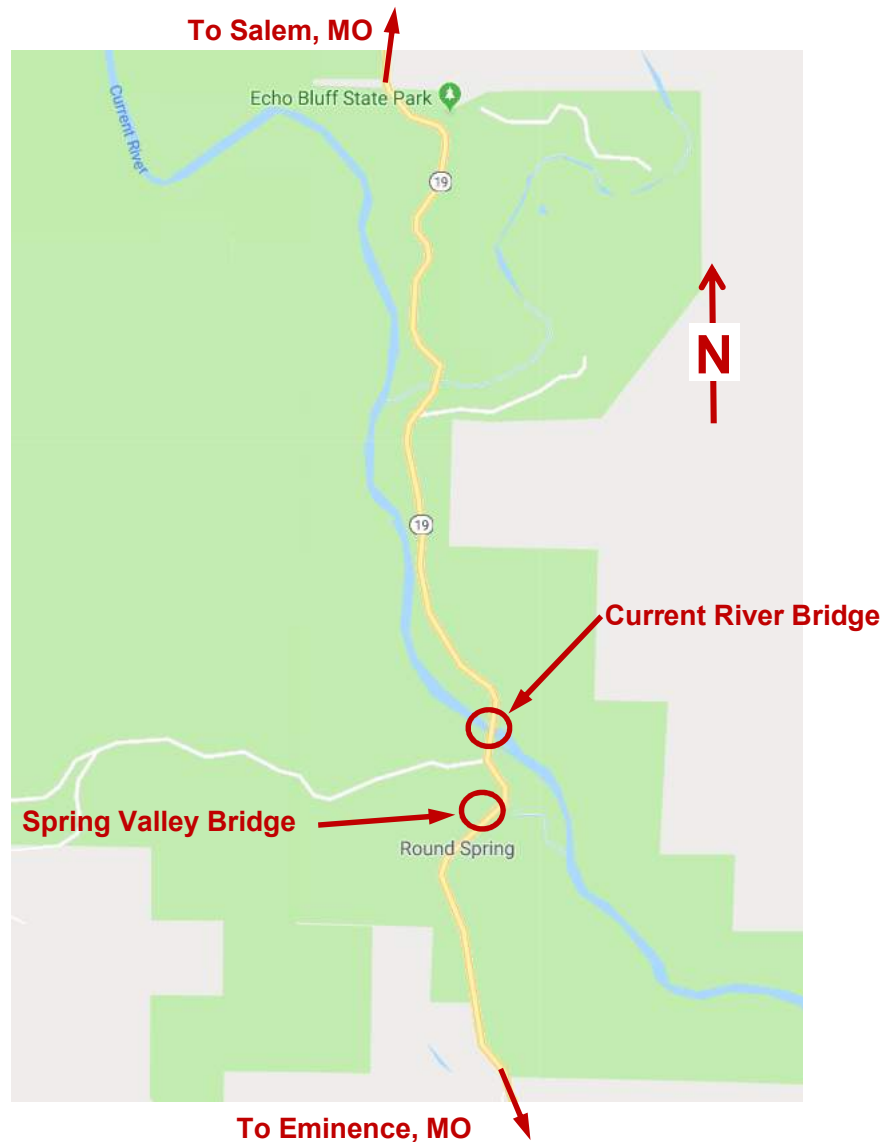 To Salem, MO
Echo Bluff State Park
Current River
19
N
19
Current River Bridge
Spring Valley Bridge
Round Spring
To Eminence, MO